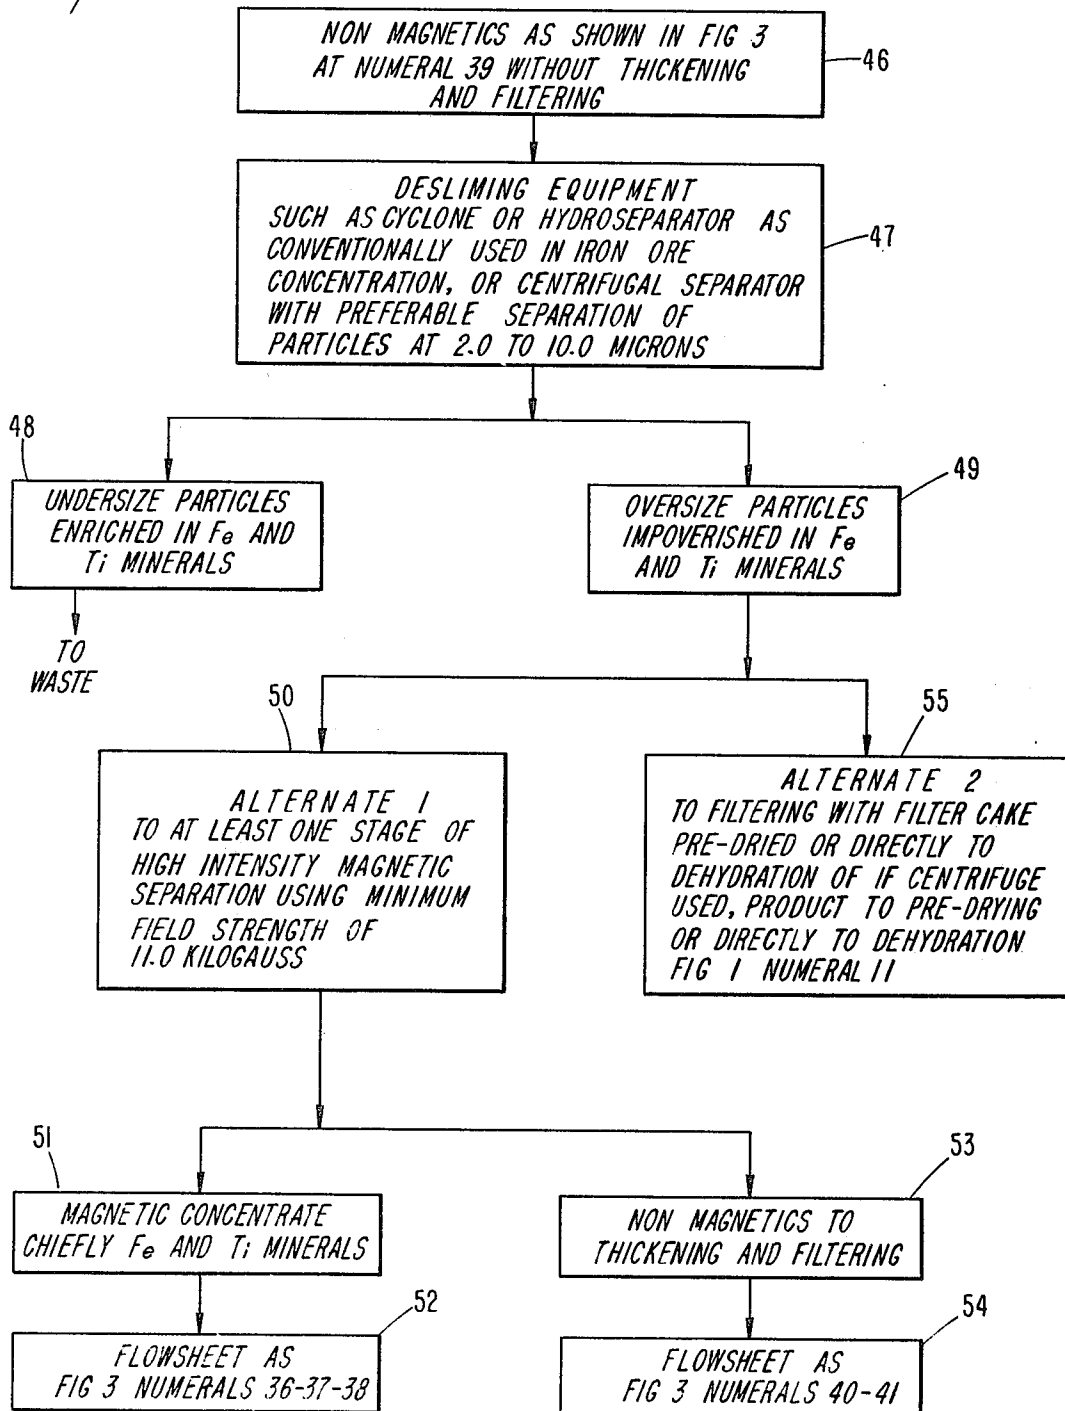 NON MAGNETICS AS SHOWN IN FIG 3
AT NUMERAL 39 WITHOUT THICKENING
AND FILTERING
46
DESLIMING EQUIPMENT
SUCH AS CYCLONE OR HYDROSEPARATOR AS
CONVENTIONALLY USED IN IRON ORE
CONCENTRATION, OR CENTRIFUGAL SEPARATOR
WITH PREFERABLE SEPARATION OF
PARTICLES AT 2.0 TO 10.0 MICRONS
47
48
UNDERSIZE PARTICLES
ENRICHED IN Fe AND
Ti MINERALS
TO
WASTE
49
OVERSIZE PARTICLES
IMPOVERISHED IN Fe
AND Ti MINERALS
50
ALTERNATE 1
TO AT LEAST ONE STAGE OF
HIGH INTENSITY MAGNETIC
SEPARATION USING MINIMUM
FIELD STRENGTH OF
11.0 KILOGAUSS
55
ALTERNATE 2
TO FILTERING WITH FILTER CAKE
PRE-DRIED OR DIRECTLY TO
DEHYDRATION OF IF CENTRIFUGE
USED, PRODUCT TO PRE-DRYING
OR DIRECTLY TO DEHYDRATION
FIG 1 NUMERAL 11
51
MAGNETIC CONCENTRATE
CHIEFLY Fe AND Ti MINERALS
53
NON MAGNETICS TO
THICKENING AND FILTERING
52
FLOWSHEET AS
FIG 3 NUMERALS 36-37-38
54
FLOWSHEET AS
FIG 3 NUMERALS 40-41